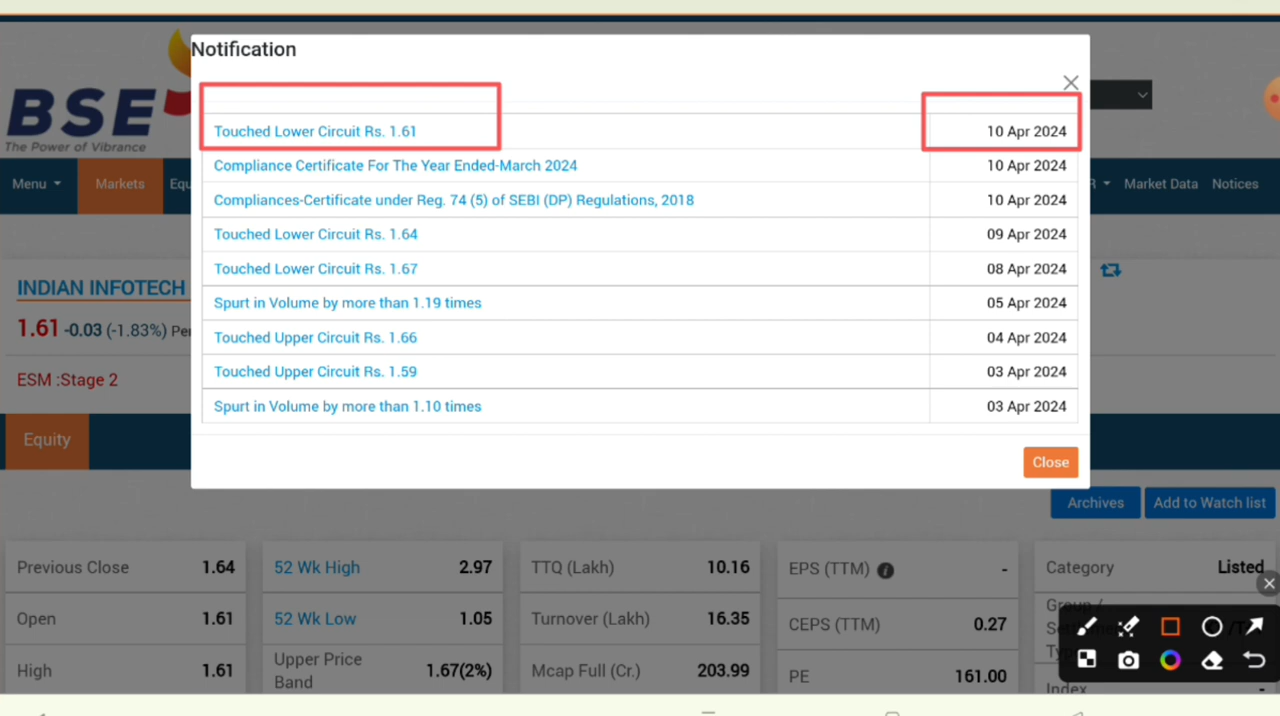 Notification
BSE
The Power of Vibrance
Touched Lower Circuit Rs. 1.61 10 Apr 2024
Compliance Certificate For The Year Ended-March 2024 10 Apr 2024
Compliances-Certificate under Reg. 74 (5) of SEBI (DP) Regulations, 2018 10 Apr 2024
Touched Lower Circuit Rs. 1.64 09 Apr 2024
Touched Lower Circuit Rs. 1.67 08 Apr 2024
Spurt in Volume by more than 1.19 times 05 Apr 2024
Touched Upper Circuit Rs. 1.66 04 Apr 2024
Touched Upper Circuit Rs. 1.59 03 Apr 2024
Spurt in Volume by more than 1.10 times 03 Apr 2024
Close
Menu Markets Equ R Market Data Notices
INDIAN INFOTECH
1.61 -0.03 (-1.83%) Per
ESM :Stage 2
Equity
Archives Add to Watch list
Previous Close 1.64 52 Wk High 2.97 TTQ (Lakh) 10.16 EPS (TTM) - Category Listed
Open 1.61 52 Wk Low 1.05 Turnover (Lakh) 16.35 CEPS (TTM) 0.27 Group /
High 1.61 Upper Price Band 1.67(2%) Mcap Full (Cr.) 203.99 PE 161.00
Index -